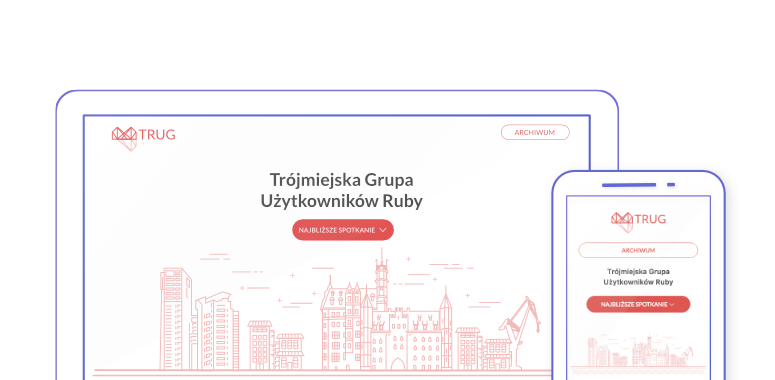 TRUG
ARCHIWUM
Trójmiejska Grupa
Użytkowników Ruby
NAJBLIŻSZE SPOTKANIE
TRUG
ARCHIWUM
Trójmiejska Grupa
Użytkowników Ruby
NAJBLIŻSZE SPOTKANIE